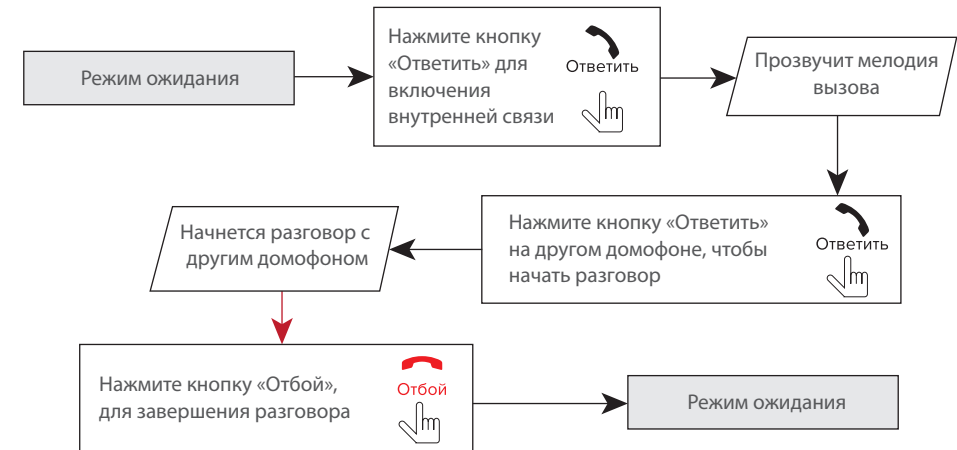 Режим ожидания
Нажмите кнопку
«Ответить» для
включения
внутренней связи
Ответить
Прозвучит мелодия
вызова
Нажмите кнопку «Ответить»
на другом домофоне, чтобы
начать разговор
Ответить
Начнется разговор с
другим домофоном
Нажмите кнопку «Отбой»,
для завершения разговора
Отбой
Режим ожидания